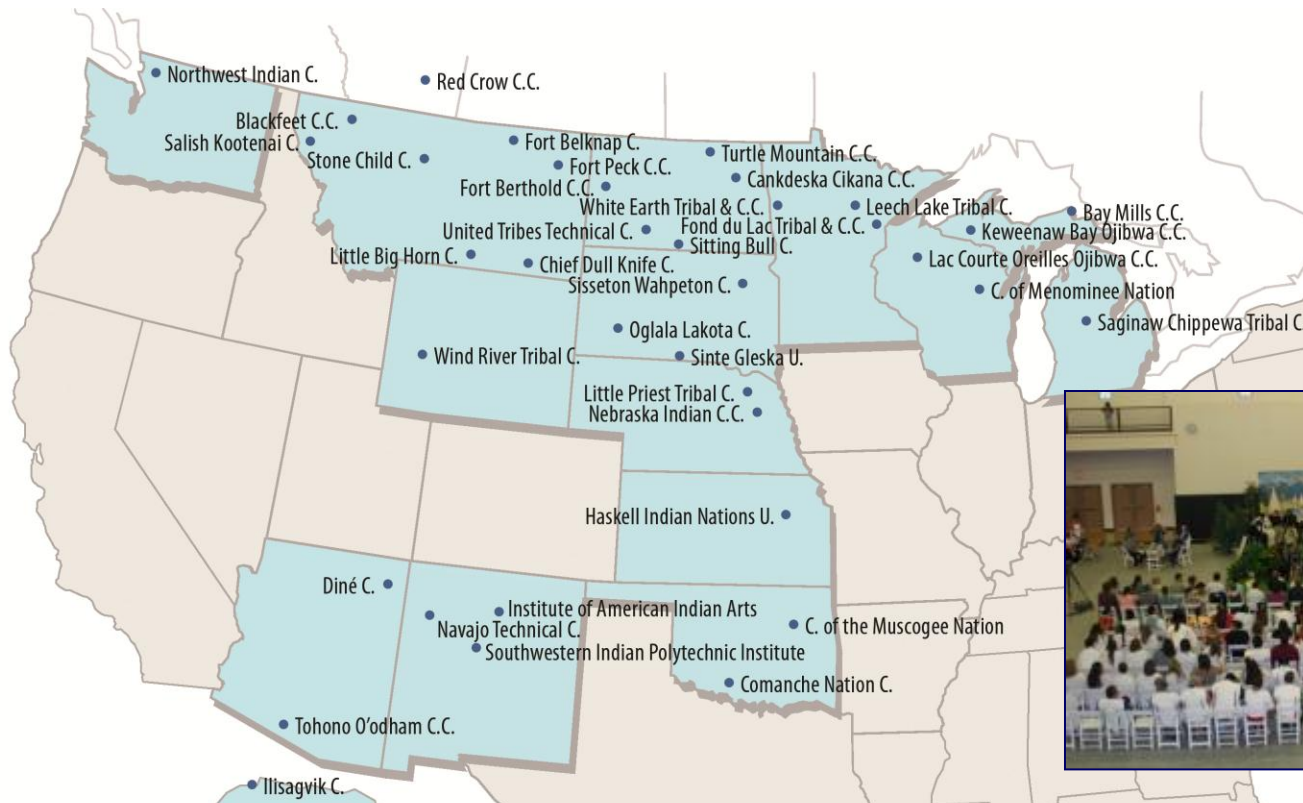 Northwest Indian C.
Red Crow C.C.
Blackfeet C.C.
Salish Kootenai C.
Stone Child C.
Fort Belknap C.
Fort Peck C.C.
Fort Berthold C.C.
Turtle Mountain C.C.
Cankdeska Cikana C.C.
White Earth Tribal & C.C.
Leech Lake Tribal C.
Bay Mills C.C.
Fond du Lac Tribal & C.C.
Keweenaw Bay Ojibwa C.C.
United Tribes Technical C.
Sitting Bull C.
Little Big Horn C.
Chief Dull Knife C.
Lac Courte Oreilles Ojibwa C.C.
Sisseton Wahpeton C.
C. of Menominee Nation
Oglala Lakota C.
Saginaw Chippewa Tribal C.
Wind River Tribal C.
Sinte Gleska U.
Little Priest Tribal C.
Nebraska Indian C.C.
Haskell Indian Nations U.
Diné C.
Institute of American Indian Arts
Navajo Technical C.
C. of the Muscogee Nation
Southwestern Indian Polytechnic Institute
Comanche Nation C.
Tohono O'odham C.C.
Ilisagvik C.